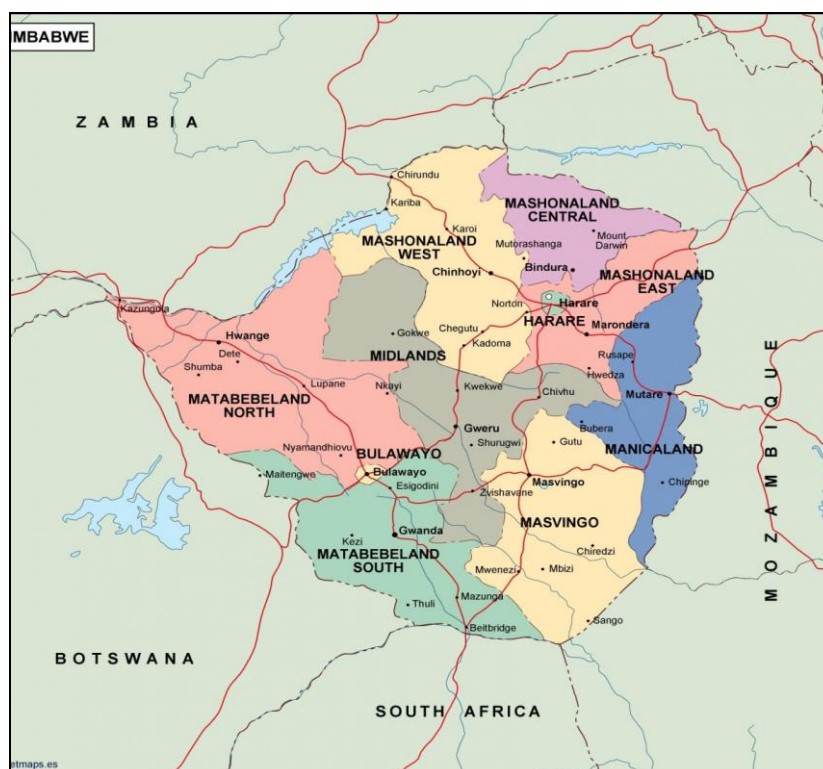 IMBABWE
ZAMBIA
Chirundu
Kariba
MASHONALAND
CENTRAL
Karoi
Mount
Darwin
MASHONALAND
WEST
Mutorashanga
Chinhoyi
Bindura
MASHONALAND
EAST
Kazungola
Norton
Harare
HARARE
Hwange
Gokwe
Chegutu
Marondera
Dete
MIDLANDS
Kadoma
Rusape
Shumba
Hwedza
Lupane
Nkayi
Kwekwe
Chivhu
Mutare
MATABEBELAND
NORTH
Gweru
Bubera
Shurugwi
Gutu
MANICALAND
Nyamandhiovu
BULAWAYO
Maitengwe
Bulawayo
Esigodini
Zvishavane
Masvingo
Chipinge
MOZAMBIQUE
Kezi
Gwanda
MASVINGO
MATABEBELAND
SOUTH
Chiredzi
Mwenezi
Mbizi
Thuli
Mazunga
Sango
Beitbridge
BOTSWANA
SOUTH AFRICA
etmaps.es